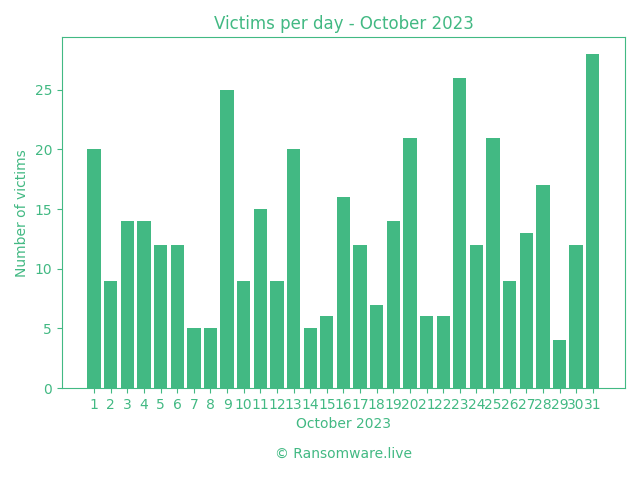 Victims per day - October 2023
Number of victims
25
20
15
10
5
0
1 2 3 4 5 6 7 8 9 10 11 12 13 14 15 16 17 18 19 20 21 22 23 24 25 26 27 28 29 30 31
October 2023
© Ransomware.live